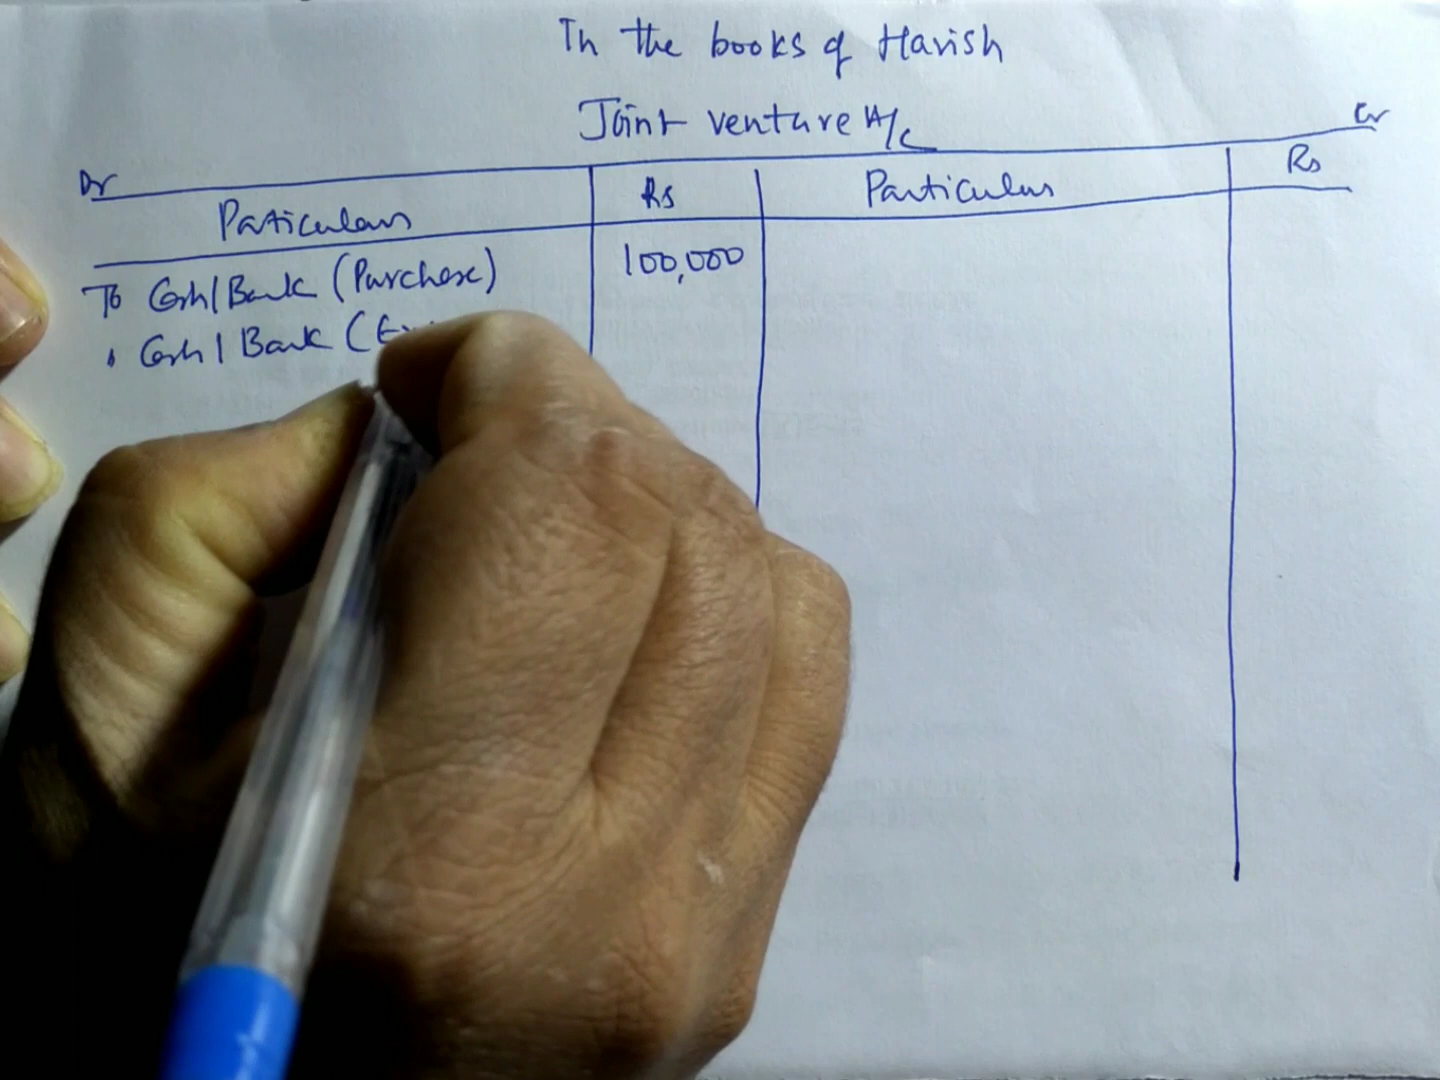 In the books of Harish
Joint venture A/c
Dr Cr
Particulars Rs Particulars Rs
To Cash/Bank (Purchase) 100,000
" Cash/Bank (Ex